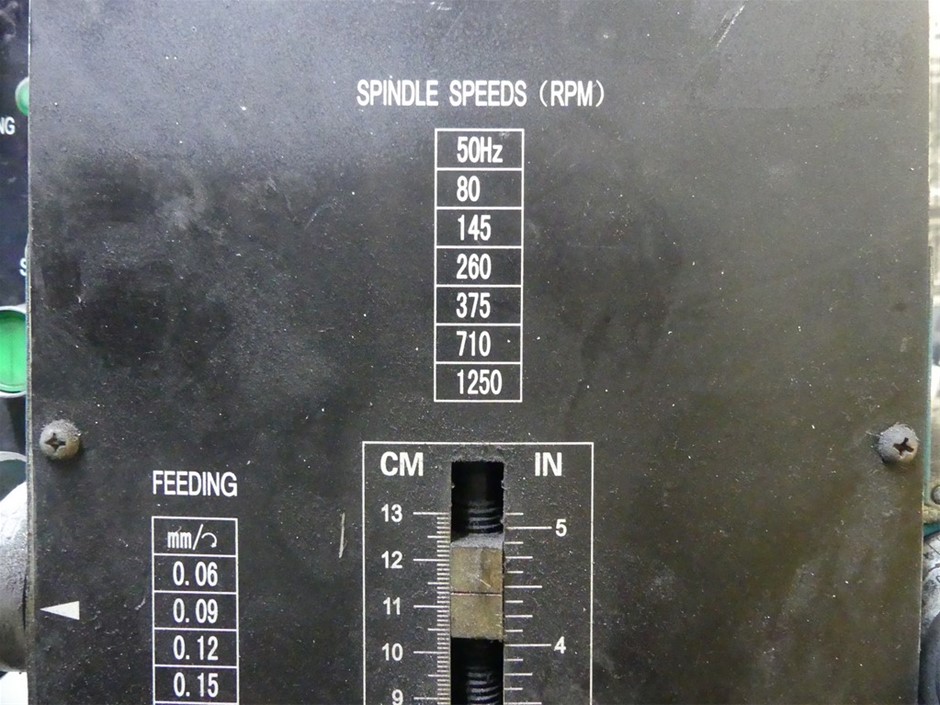 SPINDLE SPEEDS (RPM)
50Hz
80
145
260
375
710
1250
NG
S
FEEDING
mm/
0.06
0.09
0.12
0.15
CM IN
13
12
11
10
9
5
4